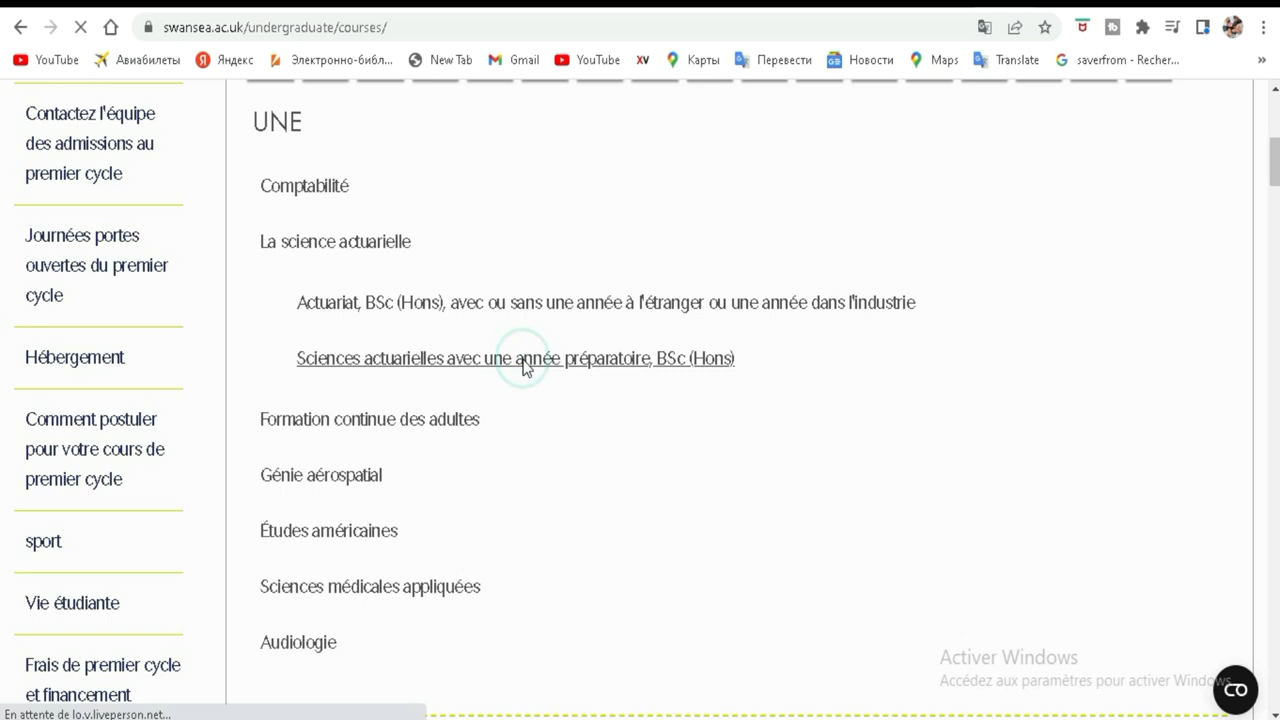 swansea.ac.uk/undergraduate/courses/
YouTube Авиабилеты Яндекс Электронно-библ... New Tab Gmail YouTube XV Карты Перевести Новости Maps Translate saverfrom - Recher... »
Contactez l'équipe
des admissions au
premier cycle
Journées portes
ouvertes du premier
cycle
Hébergement
Comment postuler
pour votre cours de
premier cycle
sport
Vie étudiante
Frais de premier cycle
et financement
UNE
Comptabilité
La science actuarielle
Actuariat, BSc (Hons), avec ou sans une année à l'étranger ou une année dans l'industrie
Sciences actuarielles avec une année préparatoire, BSc (Hons)
Formation continue des adultes
Génie aérospatial
Études américaines
Sciences médicales appliquées
Audiologie
Activer Windows
Accédez aux paramètres pour activer Windows.
En attente de lo.v.liveperson.net...